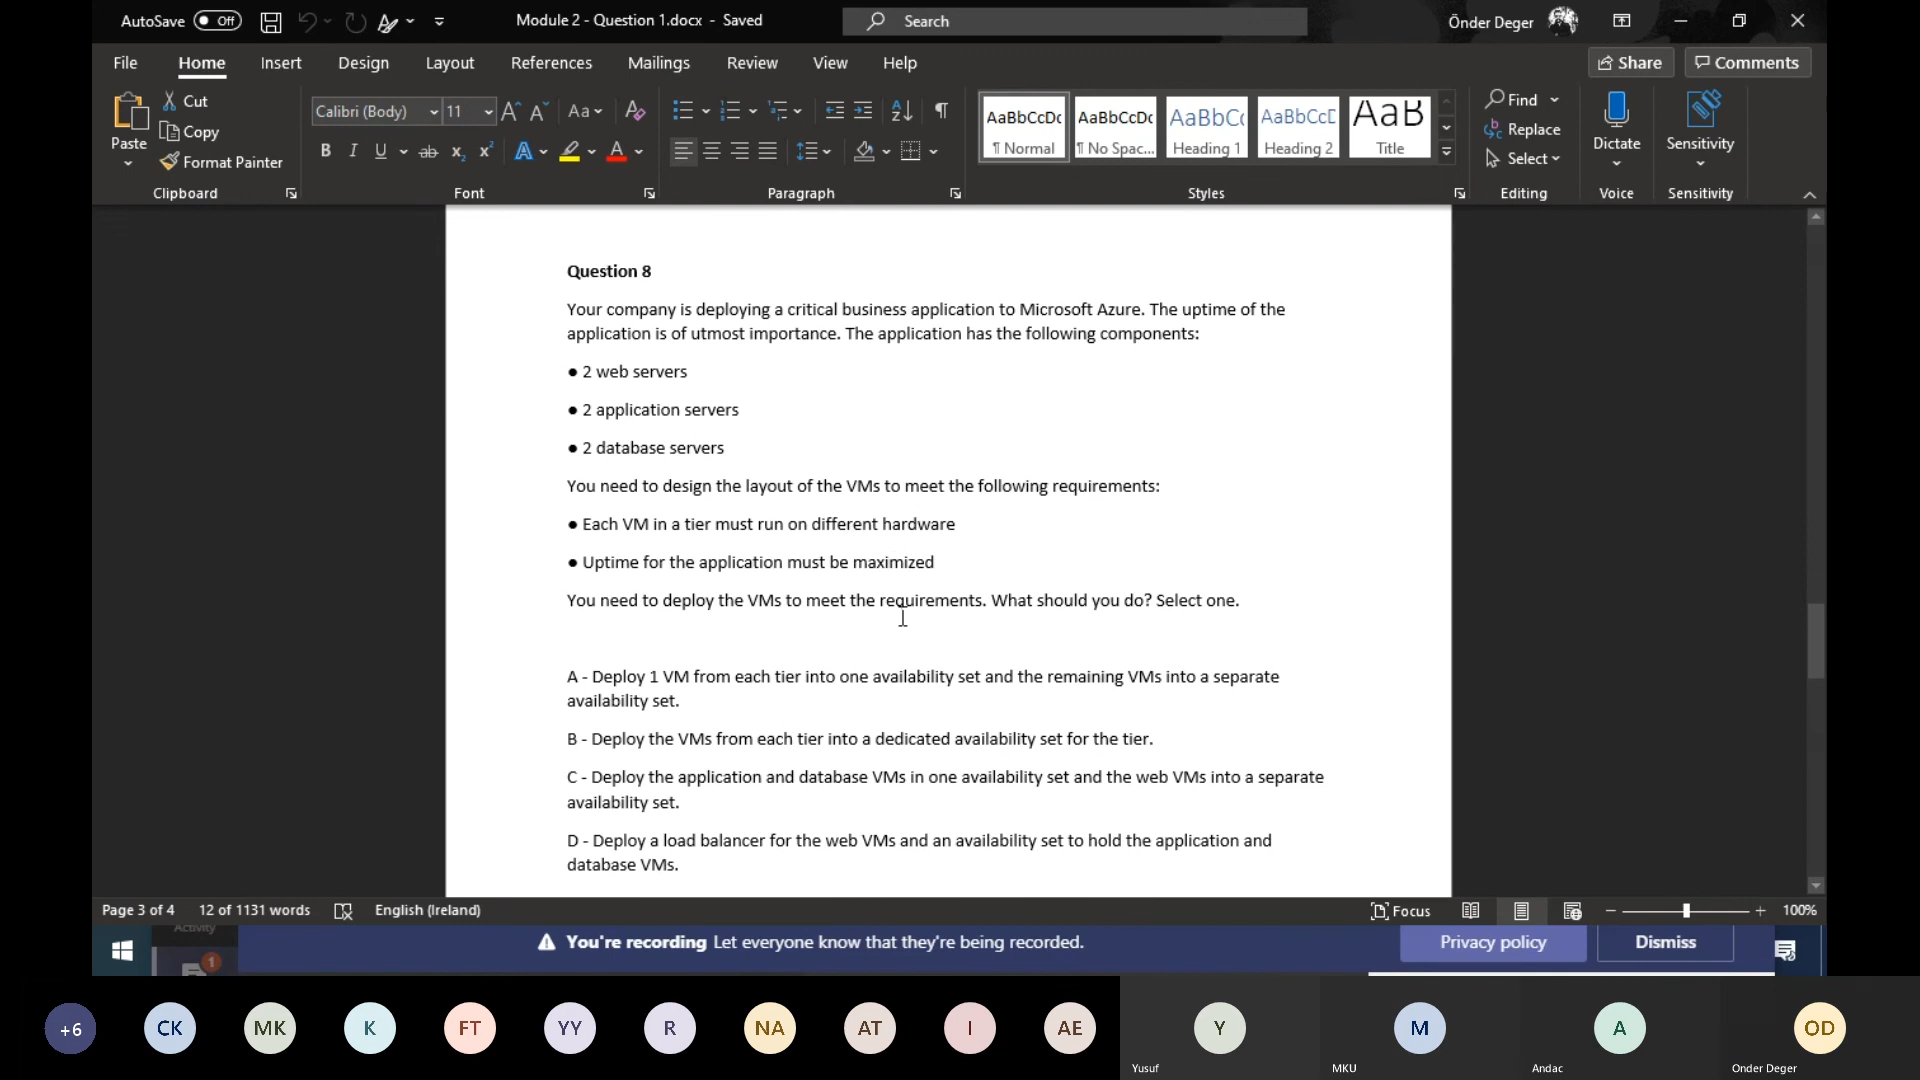 AutoSave Off Module 2 - Question 1.docx - Saved Search Önder Deger
File Home Insert Design Layout References Mailings Review View Help Share Comments
Paste Cut Copy Format Painter Clipboard
Calibri (Body) 11 Font
Paragraph
AaBbCcDc ¶ Normal AaBbCcDc ¶ No Spac... AaBbC( Heading 1 AaBbCcE Heading 2 AaB Title Styles
Find Replace Select Editing
Dictate Voice
Sensitivity Sensitivity
Question 8
Your company is deploying a critical business application to Microsoft Azure. The uptime of the
application is of utmost importance. The application has the following components:
● 2 web servers
● 2 application servers
● 2 database servers
You need to design the layout of the VMs to meet the following requirements:
● Each VM in a tier must run on different hardware
● Uptime for the application must be maximized
You need to deploy the VMs to meet the requirements. What should you do? Select one.
A - Deploy 1 VM from each tier into one availability set and the remaining VMs into a separate
availability set.
B - Deploy the VMs from each tier into a dedicated availability set for the tier.
C - Deploy the application and database VMs in one availability set and the web VMs into a separate
availability set.
D - Deploy a load balancer for the web VMs and an availability set to hold the application and
database VMs.
Page 3 of 4 12 of 1131 words English (Ireland) Focus 100%
Activity
1
You're recording Let everyone know that they're being recorded. Privacy policy Dismiss
+6 CK MK K FT YY R NA AT I AE Y M A OD
Yusuf MKU Andac Onder Deger